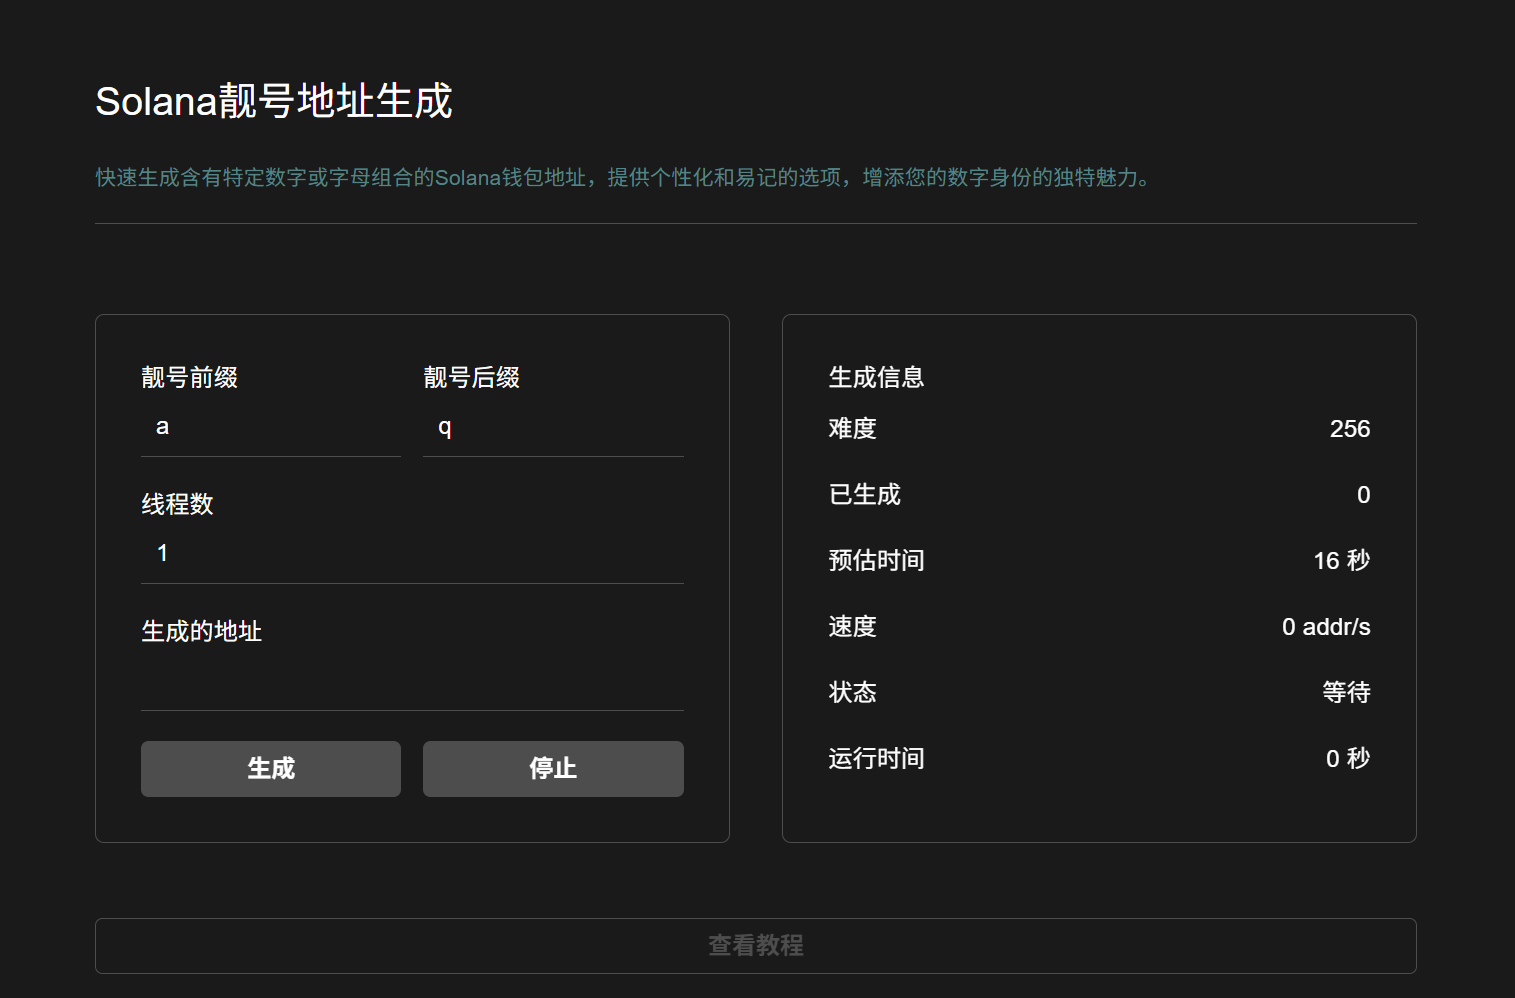 Solana靓号地址生成
快速生成含有特定数字或字母组合的Solana钱包地址，提供个性化和易记的选项，增添您的数字身份的独特魅力。
靓号前缀
靓号后缀
a
q
线程数
1
生成的地址
生成
停止
生成信息
难度 256
已生成 0
预估时间 16 秒
速度 0 addr/s
状态 等待
运行时间 0 秒
查看教程